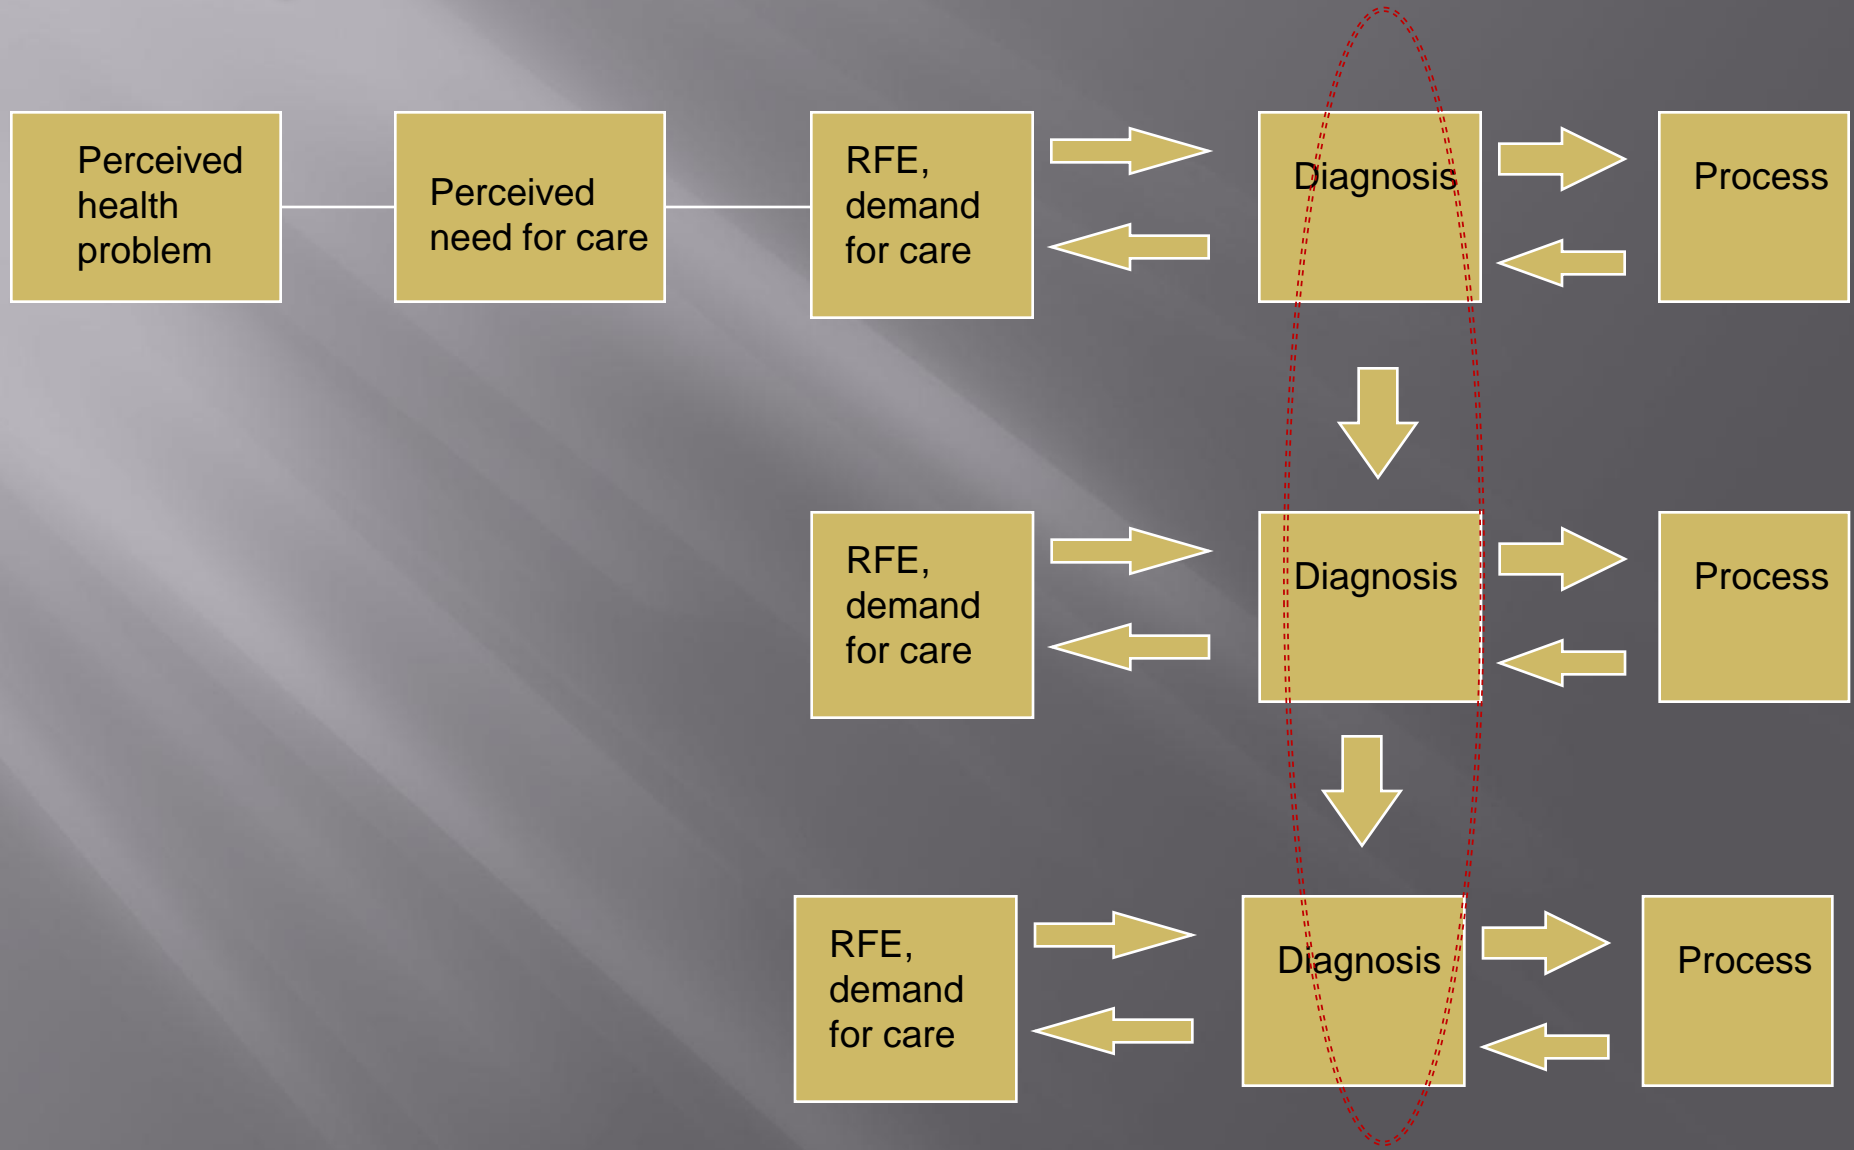 Perceived
health
problem
Perceived
need for care
RFE,
demand
for care
Diagnosis
Process
RFE,
demand
for care
Diagnosis
Process
RFE,
demand
for care
Diagnosis
Process